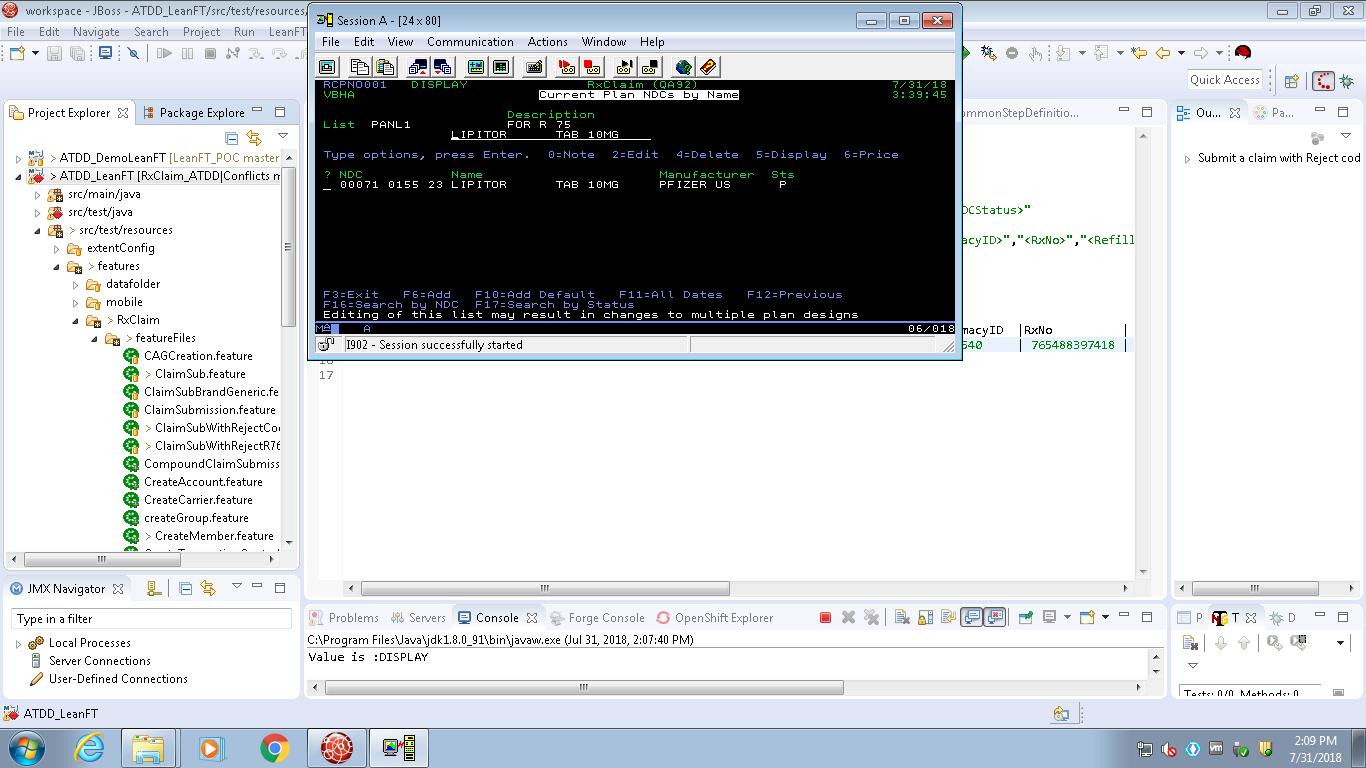 workspace - JBoss - ATDD_LeanFT/src/test/resources/
File Edit Navigate Search Project Run LeanFT
Quick Access
Project Explorer
Package Explorer
> ATDD_DemoLeanFT [LeanFT_POC master
> ATDD_LeanFT [RxClaim_ATDD|Conflicts m
src/main/java
src/test/java
> src/test/resources
extentConfig
> features
datafolder
mobile
> RxClaim
> featureFiles
CAGCreation.feature
> ClaimSub.feature
ClaimSubBrandGeneric.fe
ClaimSubmission.feature
> ClaimSubWithRejectCo
> ClaimSubWithRejectR76
CompoundClaimSubmiss
CreateAccount.feature
CreateCarrier.feature
createGroup.feature
> CreateMember.feature
Session A - [24 x 80]
File Edit View Communication Actions Window Help
RCPNO001 DISPLAY RxClaim (QA92) 7/31/18
VBHA Current Plan NDCs by Name 3:39:45
Description
List PANL1 FOR R 75
LIPITOR TAB 10MG
Type options, press Enter. 0=Note 2=Edit 4=Delete 5=Display 6=Price
? NDC Name Manufacturer Sts
_ 00071 0155 23 LIPITOR TAB 10MG PFIZER US P
F3=Exit F6=Add F10=Add Default F11=All Dates F12=Previous
F16=Search by NDC F17=Search by Status
Editing of this list may result in changes to multiple plan designs
MA A 06/018
I902 - Session successfully started
17
ommonStepDefinitio...
DCStatus>"
acyID>","<RxNo>","<Refill
macyID |RxNo |
540 | 765488397418 |
Ou...
Pa...
Submit a claim with Reject cod
JMX Navigator
Type in a filter
Local Processes
Server Connections
User-Defined Connections
Problems Servers Console Forge Console OpenShift Explorer
C:\Program Files\Java\jdk1.8.0_91\bin\javaw.exe (Jul 31, 2018, 2:07:40 PM)
Value is :DISPLAY
P T D
Tests: 0/0 Methods: 0
ATDD_LeanFT
2:09 PM
7/31/2018